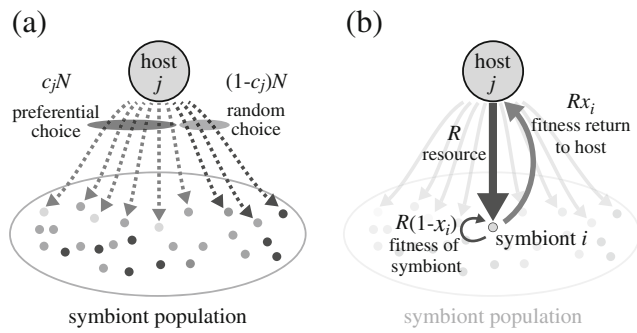 (a)
host
j
c_jN
preferential
choice
(1-c_j)N
random
choice
symbiont population
(b)
host
j
R
resource
Rx_i
fitness return
to host
R(1-x_i)
fitness of
symbiont
symbiont i
symbiont population